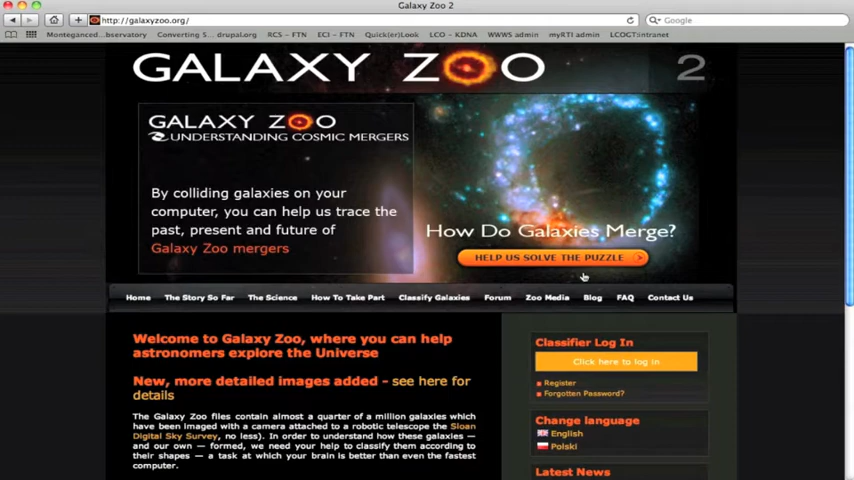 Galaxy Zoo 2
http://galaxyzoo.org/
Google
Converting S... drupal.org
RCS – FTN
ECI – FTN
Quick(er)Look
LCO – KDNA
WWWS admin
myRTI admin
GALAXY ZOO 2
GALAXY ZOO
UNDERSTANDING COSMIC MERGERS
By colliding galaxies on your
computer, you can help us trace the
past, present and future of
Galaxy Zoo mergers
How Do Galaxies Merge?
HELP US SOLVE THE PUZZLE
Home
The Story So Far
The Science
How To Take Part
Classify Galaxies
Forum
Zoo Media
Blog
FAQ
Contact Us
Welcome to Galaxy Zoo, where you can help
astronomers explore the Universe
New, more detailed images added - see here for
details
The Galaxy Zoo files contain almost a quarter of a million galaxies which
have been imaged with a camera attached to a robotic telescope the Sloan
Digital Sky Survey, no less). In order to understand how these galaxies —
and our own — formed, we need your help to classify them according to
their shapes — a task at which your brain is better than even the fastest
computer.
Classifier Log In
Click here to log in
Register
Forgotten Password?
Change language
English
Polski
Latest News